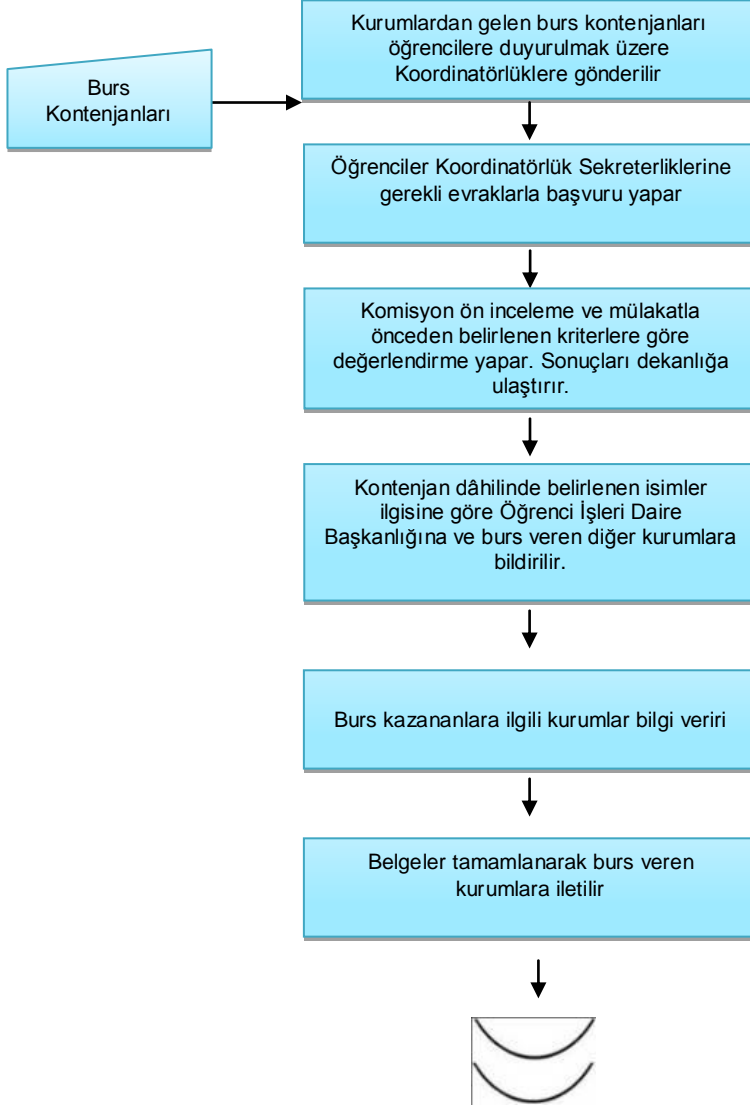 Burs
Kontenjanları
Kurumlardan gelen burs kontenjanları
öğrencilere duyurulmak üzere
Koordinatörlüklere gönderilir
Öğrenciler Koordinatörlük Sekreterliklerine
gerekli evraklarla başvuru yapar
Komisyon ön inceleme ve mülakatla
önceden belirlenen kriterlere göre
değerlendirme yapar. Sonuçları dekanlığa
ulaştırır.
Kontenjan dâhilinde belirlenen isimler
ilgisine göre Öğrenci İşleri Daire
Başkanlığına ve burs veren diğer kurumlara
bildirilir.
Burs kazananlara ilgili kurumlar bilgi veriri
Belgeler tamamlanarak burs veren
kurumlara iletilir